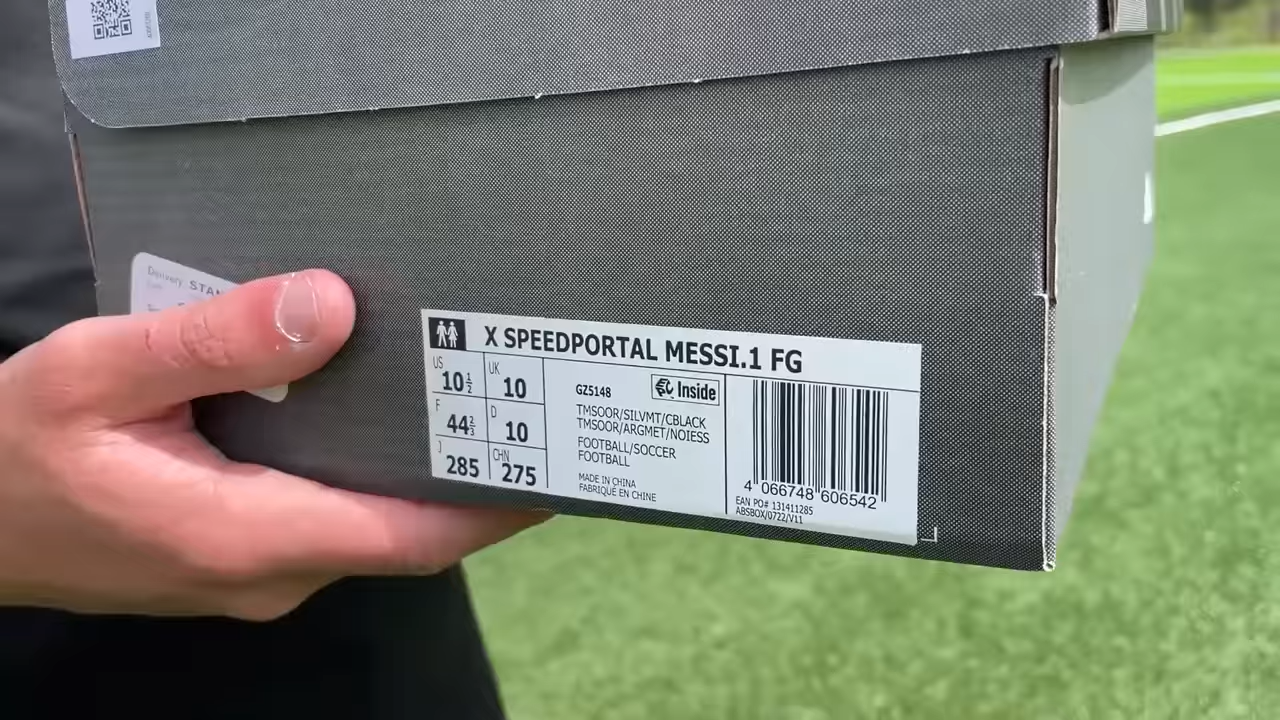 Delivery STAN
X SPEEDPORTAL MESSI.1 FG
US 10½
UK 10
F 44⅔
D 10
J 285
CHN 275
GZ5148
Inside
TMSOOR/SILVMT/CBLACK
TMSOOR/ARGMET/NOIESS
FOOTBALL/SOCCER
FOOTBALL
MADE IN CHINA
FABRIQUÉ EN CHINE
4 066748 606542
EAN PO# 131411285
ABSBOX/0722/V11